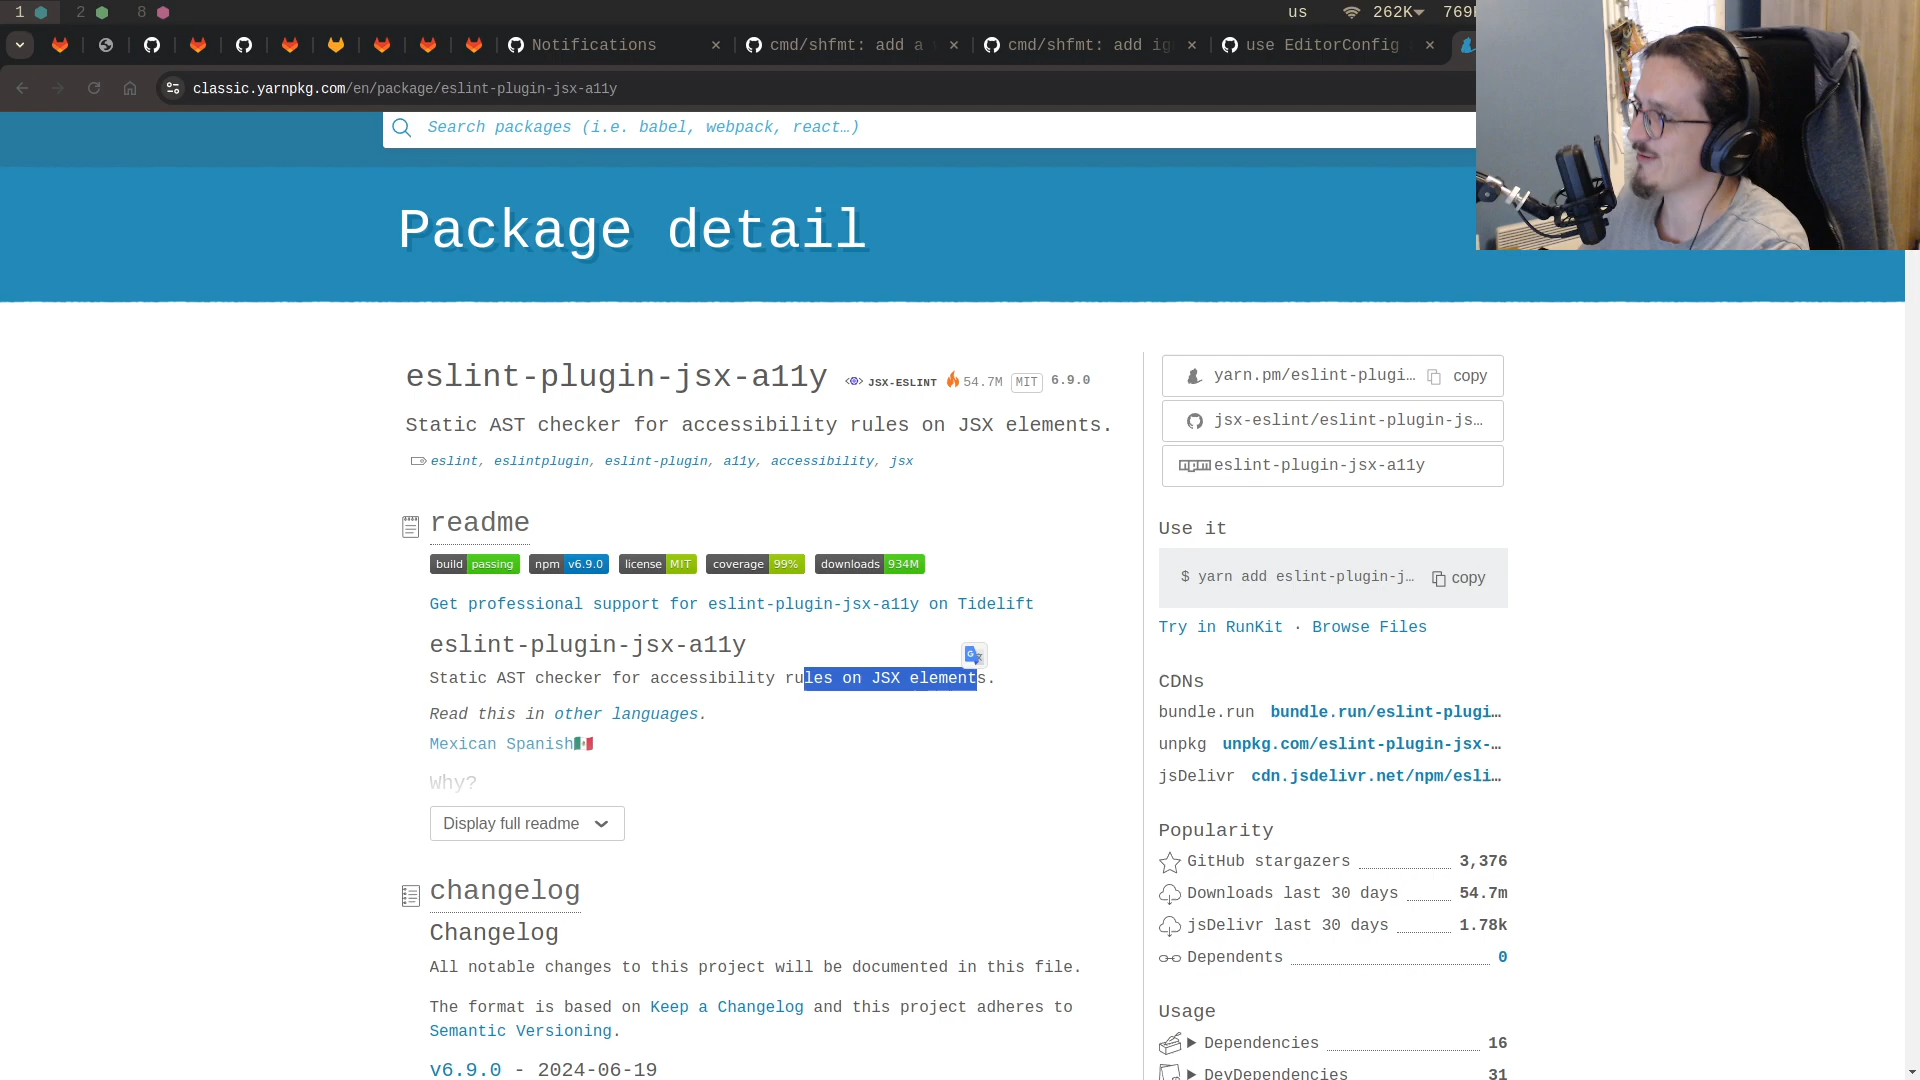 1 2 8 us 262K 769
Notifications cmd/shfmt: add a cmd/shfmt: add ig use EditorConfig
classic.yarnpkg.com/en/package/eslint-plugin-jsx-a11y
Search packages (i.e. babel, webpack, react…)
Package detail
eslint-plugin-jsx-a11y JSX-ESLINT 54.7M MIT 6.9.0
Static AST checker for accessibility rules on JSX elements.
eslint, eslintplugin, eslint-plugin, a11y, accessibility, jsx
readme
build passing npm v6.9.0 license MIT coverage 99% downloads 934M
Get professional support for eslint-plugin-jsx-a11y on Tidelift
eslint-plugin-jsx-a11y
Static AST checker for accessibility rules on JSX elements.
Read this in other languages.
Mexican Spanish🇲🇽
Why?
Display full readme
changelog
Changelog
All notable changes to this project will be documented in this file.
The format is based on Keep a Changelog and this project adheres to
Semantic Versioning.
v6.9.0 - 2024-06-19
yarn.pm/eslint-plugi… copy
jsx-eslint/eslint-plugin-js…
npm eslint-plugin-jsx-a11y
Use it
$ yarn add eslint-plugin-j… copy
Try in RunKit · Browse Files
CDNs
bundle.run bundle.run/eslint-plugi…
unpkg unpkg.com/eslint-plugin-jsx-…
jsDelivr cdn.jsdelivr.net/npm/esli…
Popularity
GitHub stargazers 3,376
Downloads last 30 days 54.7m
jsDelivr last 30 days 1.78k
Dependents 0
Usage
Dependencies 16
DevDependencies 31